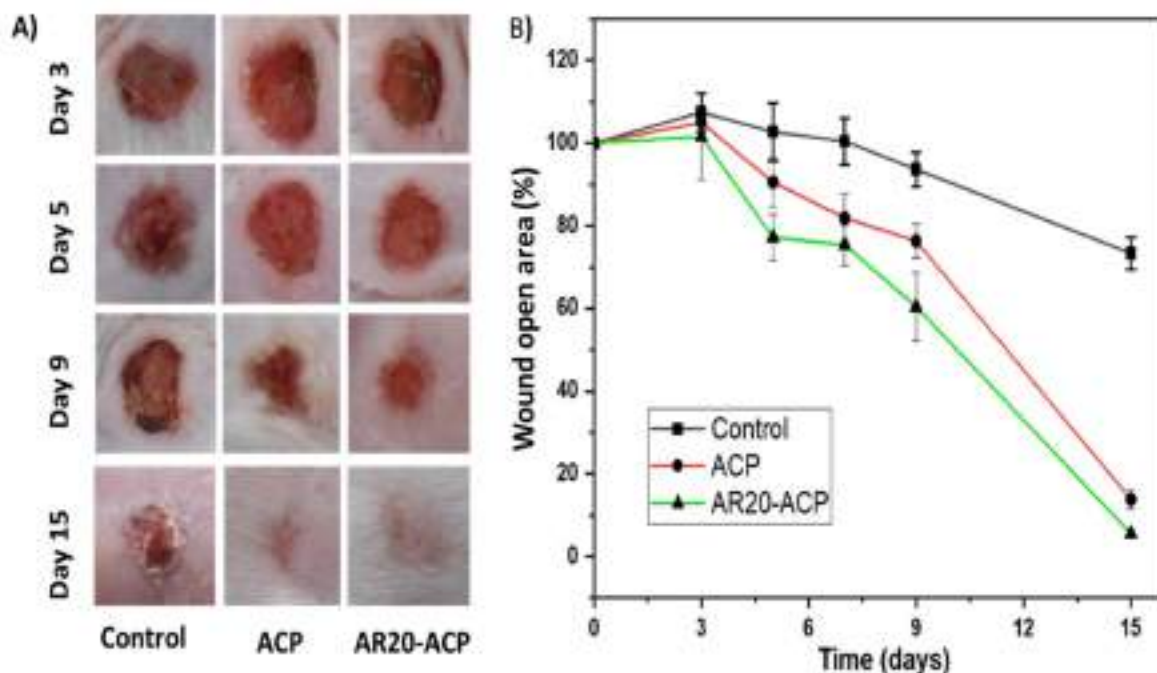 A)
Day 3
Day 5
Day 9
Day 15
Control ACP AR20-ACP
B)
Wound open area (%)
120
100
80
60
40
20
0
Control
ACP
AR20-ACP
0 3 6 9 12 15
Time (days)